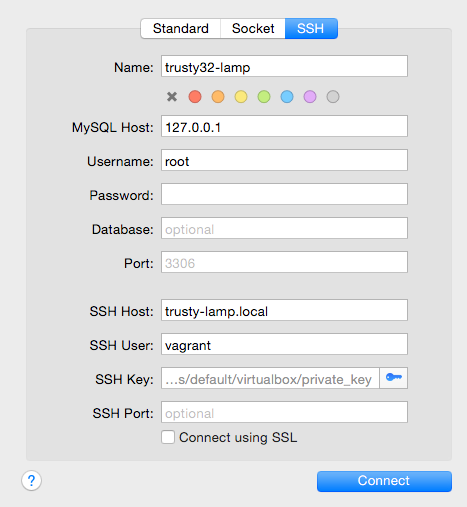 Standard Socket SSH
Name: trusty32-lamp
MySQL Host: 127.0.0.1
Username: root
Password:
Database: optional
Port: 3306
SSH Host: trusty-lamp.local
SSH User: vagrant
SSH Key: ...s/default/virtualbox/private_key
SSH Port: optional
Connect using SSL
? Connect